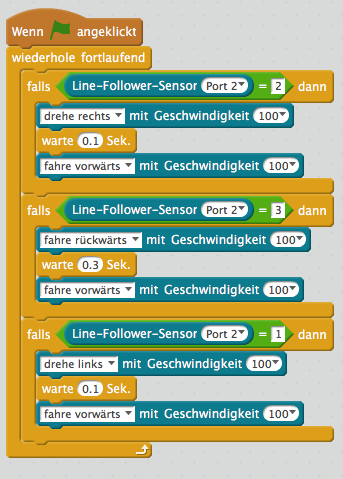 Wenn angeklickt
wiederhole fortlaufend
falls Line-Follower-Sensor Port 2 = 2 dann
drehe rechts mit Geschwindigkeit 100
warte 0.1 Sek.
fahre vorwärts mit Geschwindigkeit 100
falls Line-Follower-Sensor Port 2 = 3 dann
fahre rückwärts mit Geschwindigkeit 100
warte 0.3 Sek.
fahre vorwärts mit Geschwindigkeit 100
falls Line-Follower-Sensor Port 2 = 1 dann
drehe links mit Geschwindigkeit 100
warte 0.1 Sek.
fahre vorwärts mit Geschwindigkeit 100